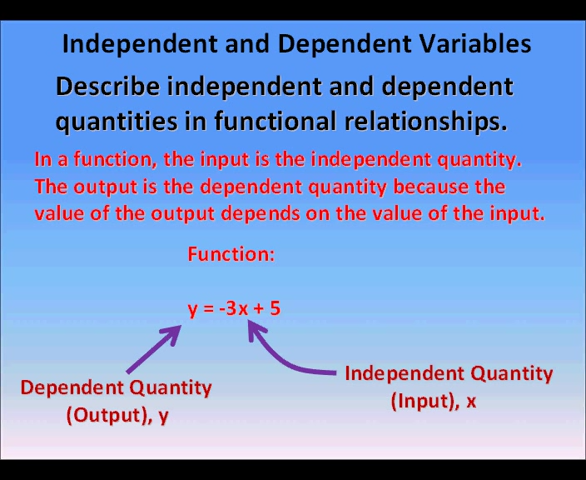 Independent and Dependent Variables
Describe independent and dependent
quantities in functional relationships.
In a function, the input is the independent quantity.
The output is the dependent quantity because the
value of the output depends on the value of the input.
Function:
y = -3x + 5
Dependent Quantity
(Output), y
Independent Quantity
(Input), x